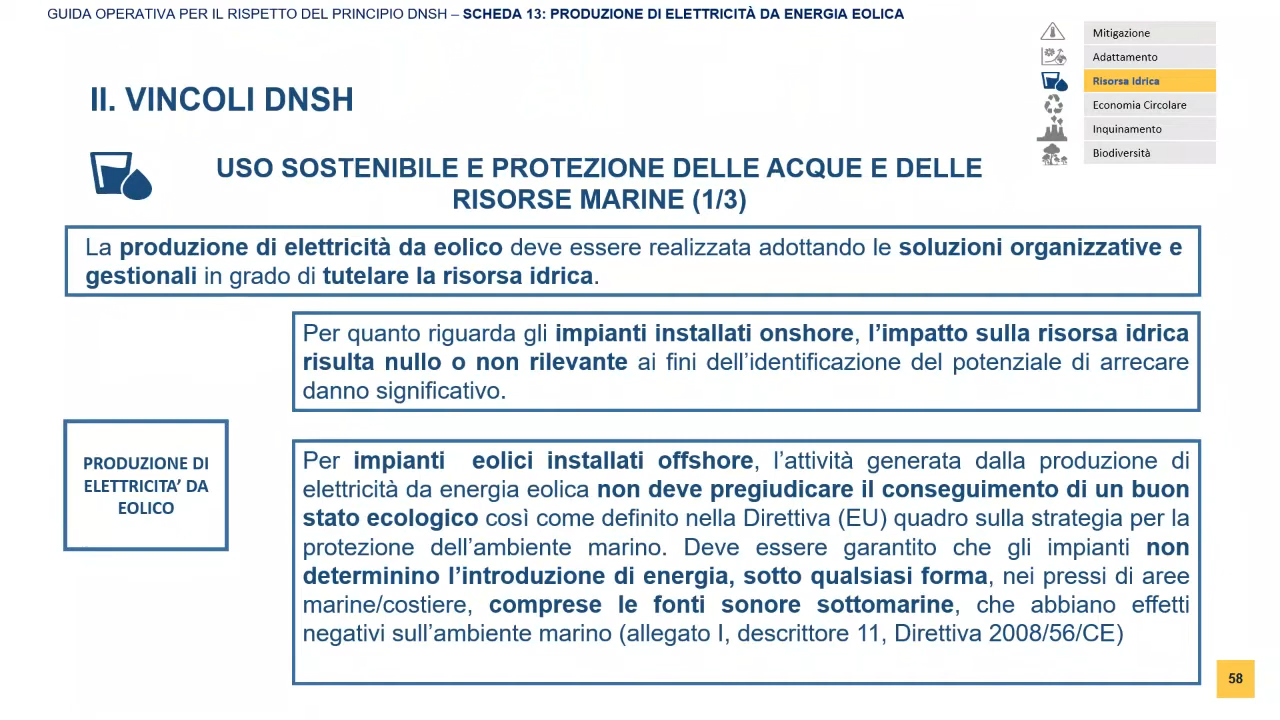 GUIDA OPERATIVA PER IL RISPETTO DEL PRINCIPIO DNSH – SCHEDA 13: PRODUZIONE DI ELETTRICITÀ DA ENERGIA EOLICA
Mitigazione
Adattamento
Risorsa Idrica
Economia Circolare
Inquinamento
Biodiversità
II. VINCOLI DNSH
USO SOSTENIBILE E PROTEZIONE DELLE ACQUE E DELLE
RISORSE MARINE (1/3)
La produzione di elettricità da eolico deve essere realizzata adottando le soluzioni organizzative e
gestionali in grado di tutelare la risorsa idrica.
Per quanto riguarda gli impianti installati onshore, l’impatto sulla risorsa idrica
risulta nullo o non rilevante ai fini dell’identificazione del potenziale di arrecare
danno significativo.
PRODUZIONE DI
ELETTRICITA’ DA
EOLICO
Per impianti eolici installati offshore, l’attività generata dalla produzione di
elettricità da energia eolica non deve pregiudicare il conseguimento di un buon
stato ecologico così come definito nella Direttiva (EU) quadro sulla strategia per la
protezione dell’ambiente marino. Deve essere garantito che gli impianti non
determinino l’introduzione di energia, sotto qualsiasi forma, nei pressi di aree
marine/costiere, comprese le fonti sonore sottomarine, che abbiano effetti
negativi sull’ambiente marino (allegato I, descrittore 11, Direttiva 2008/56/CE)
58